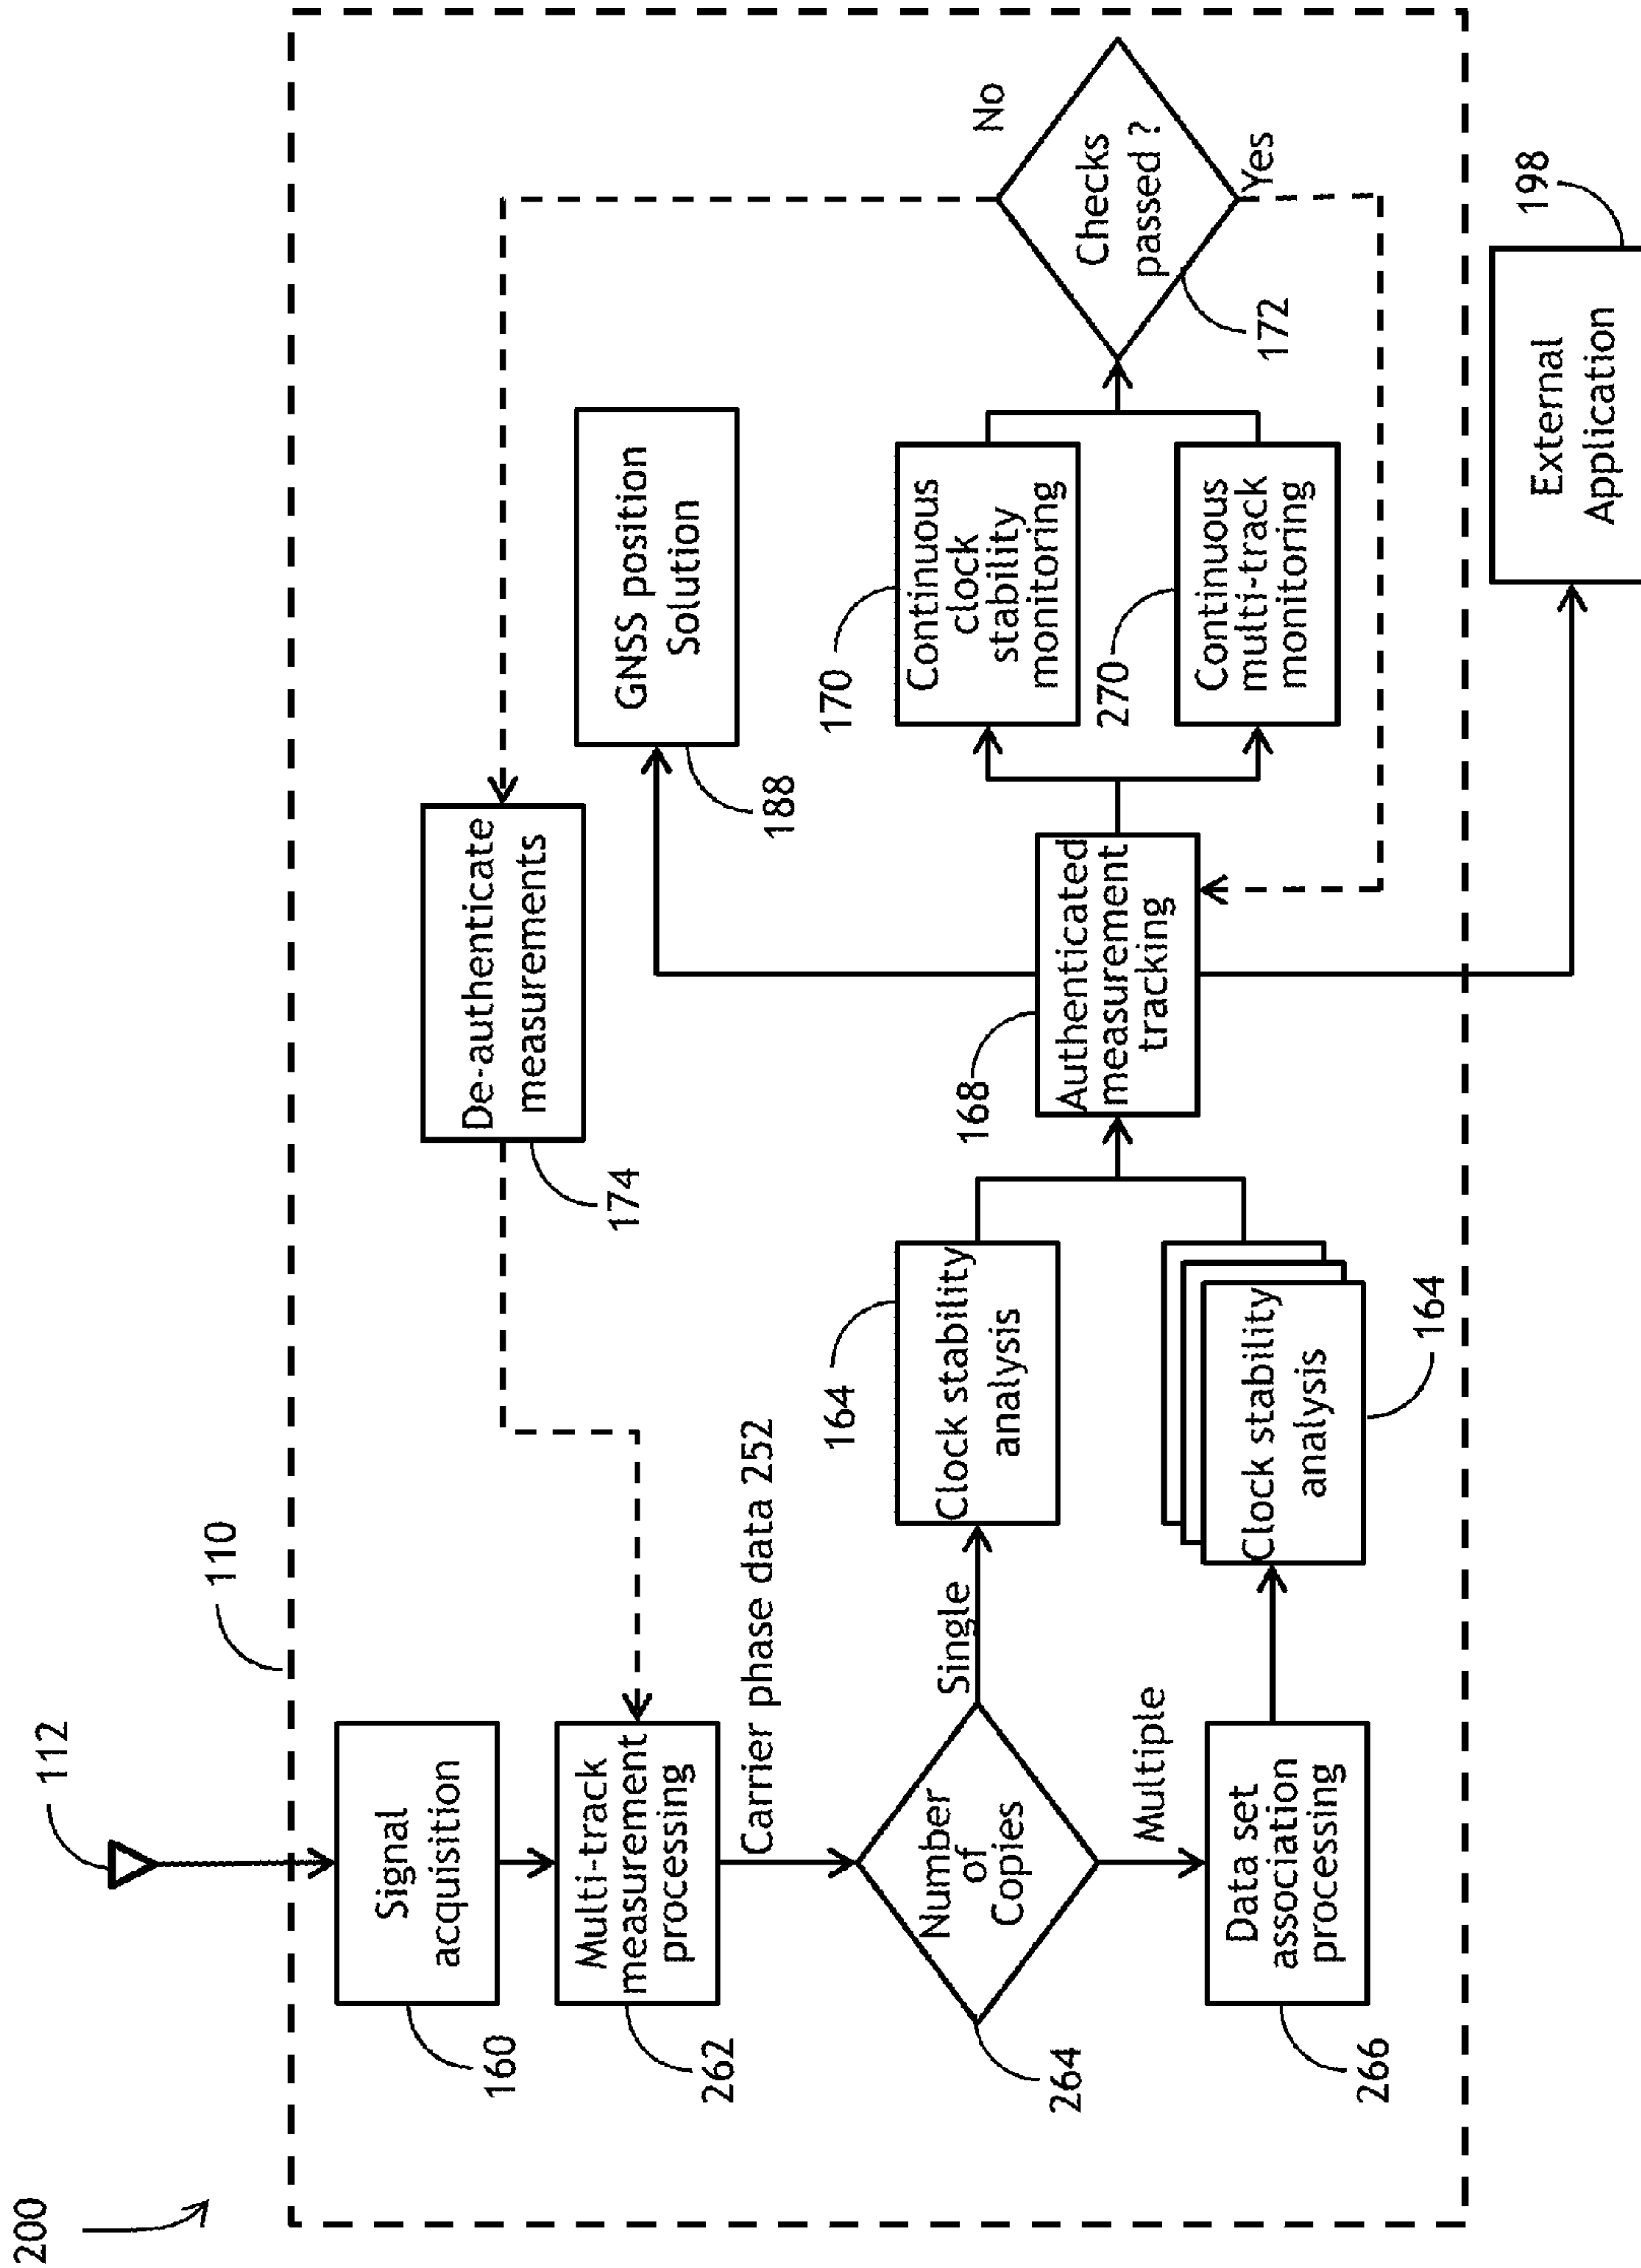 200
112
110
Signal
acquisition
160
Multi-track
measurement
processing
262
Carrier phase data 252
Number
of
Copies
264
Single
Multiple
Data set
association
processing
266
Clock stability
analysis
164
Clock stability
analysis
164
De-authenticate
measurements
174
GNSS position
Solution
188
Authenticated
measurement
tracking
168
Continuous
clock
stability
monitoring
170
Continuous
multi-track
monitoring
270
Checks
passed ?
172
No
Yes
External
Application
198